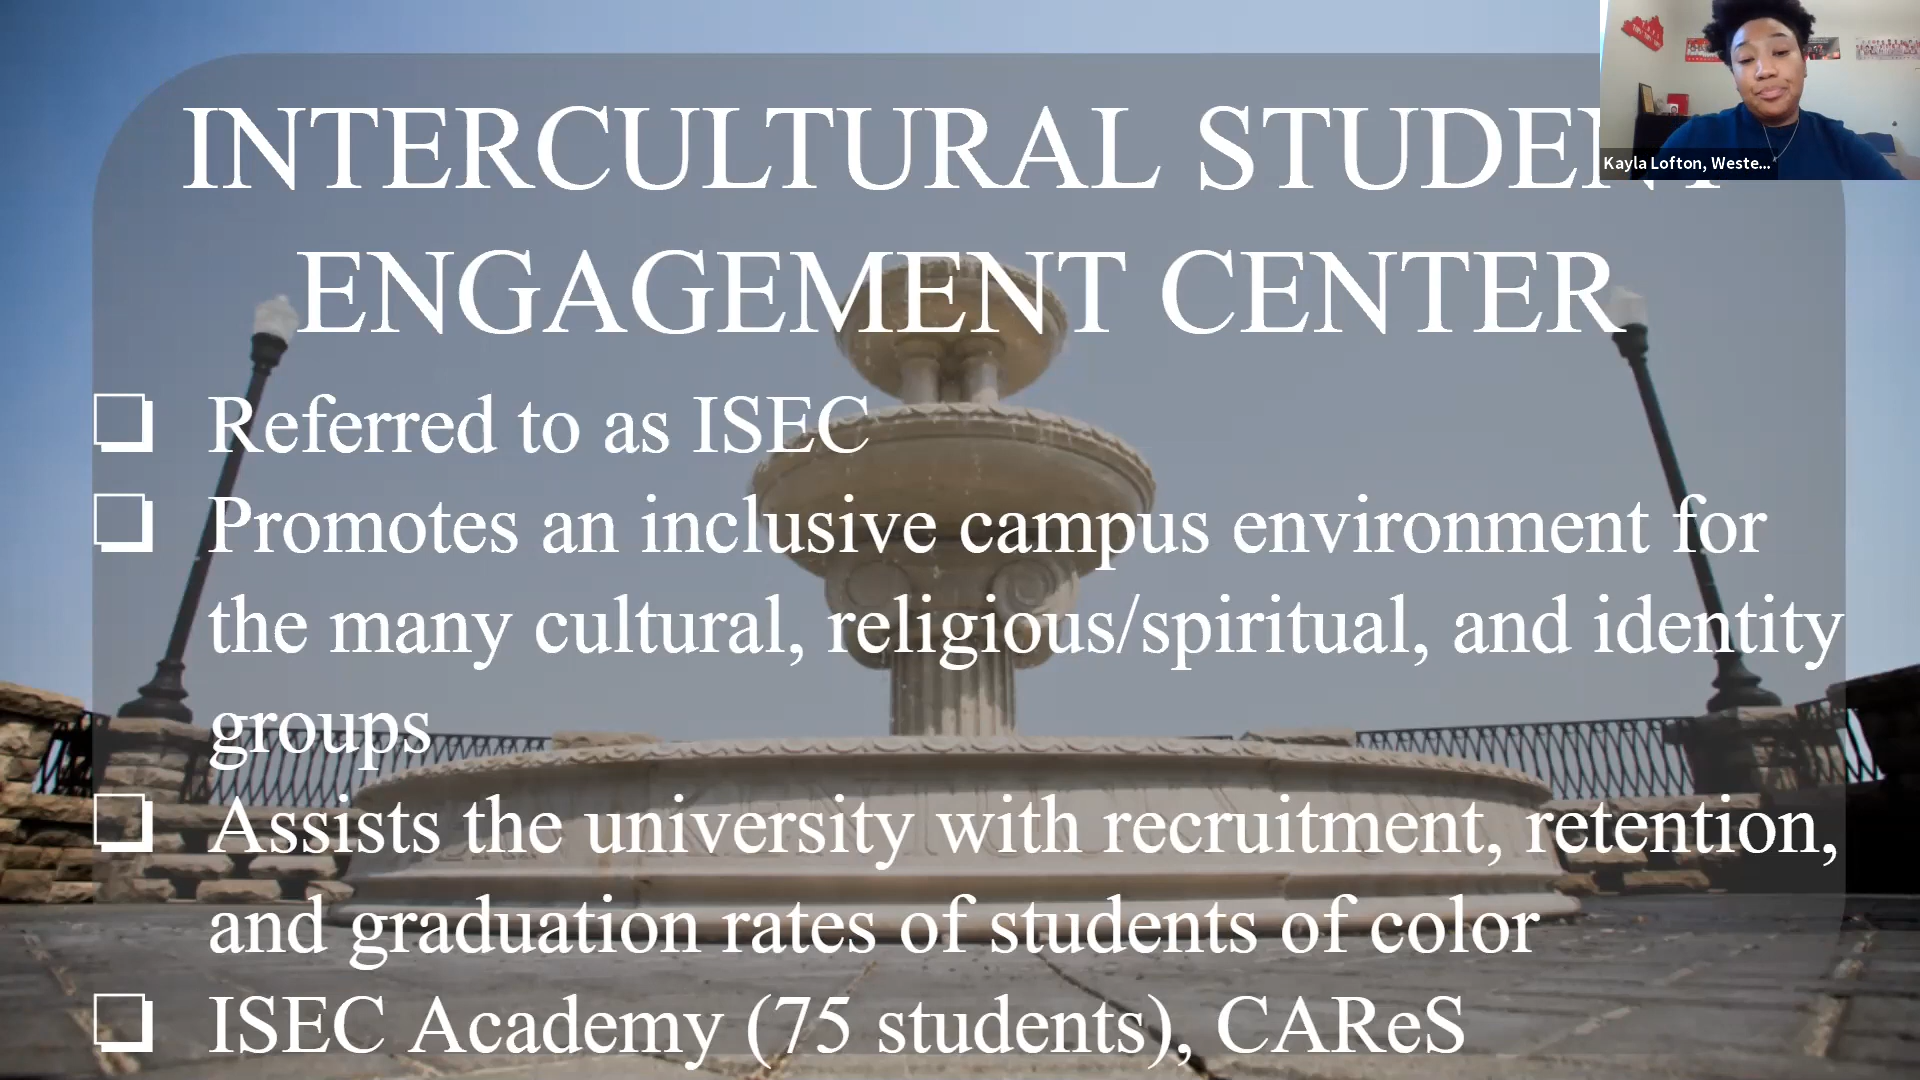 INTERCULTURAL STUDENT
Kayla Lofton, Weste...
ENGAGEMENT CENTER
❏ Referred to as ISEC
❏ Promotes an inclusive campus environment for
the many cultural, religious/spiritual, and identity
groups
❏ Assists the university with recruitment, retention,
and graduation rates of students of color
❏ ISEC Academy (75 students), CAReS